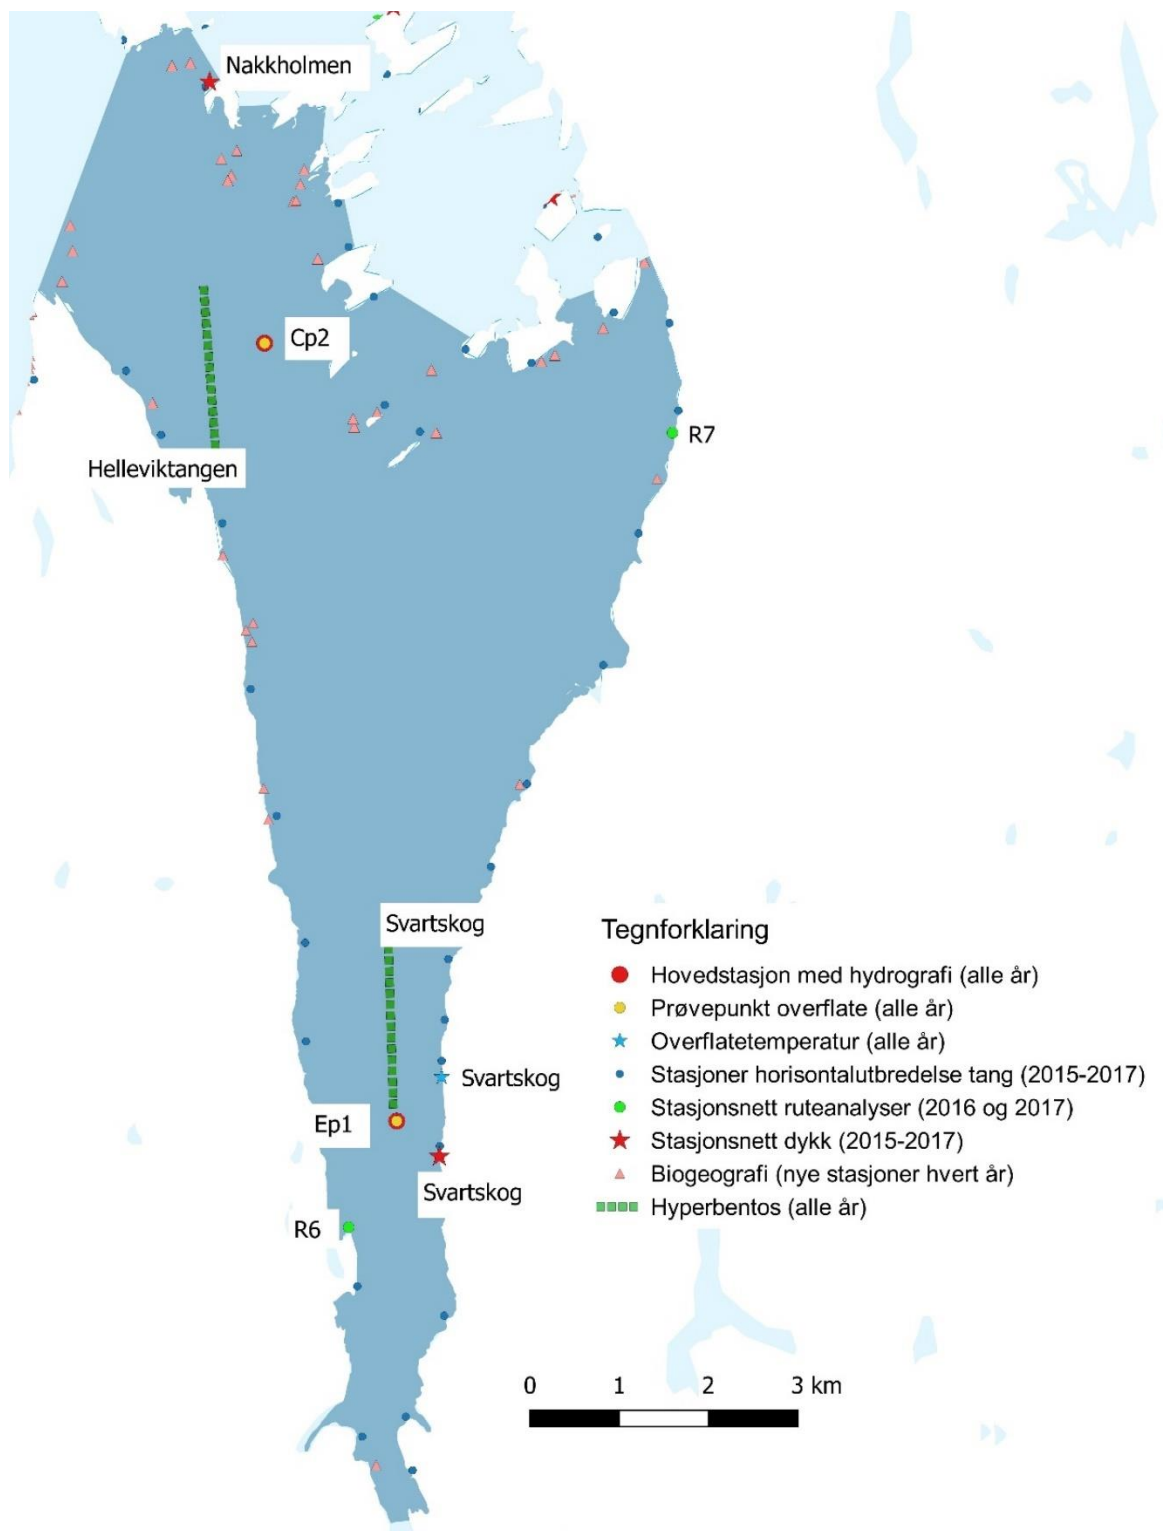 Nakkholmen
Cp2
R7
Helleviktangen
Svartskog
Svartskog
Ep1
Svartskog
R6
Tegnforklaring
Hovedstasjon med hydrografi (alle år)
Prøvepunkt overflate (alle år)
Overflatetemperatur (alle år)
Stasjoner horisontalutbredelse tang (2015-2017)
Stasjonsnett ruteanalyser (2016 og 2017)
Stasjonsnett dykk (2015-2017)
Biogeografi (nye stasjoner hvert år)
Hyperbentos (alle år)
0 1 2 3 km